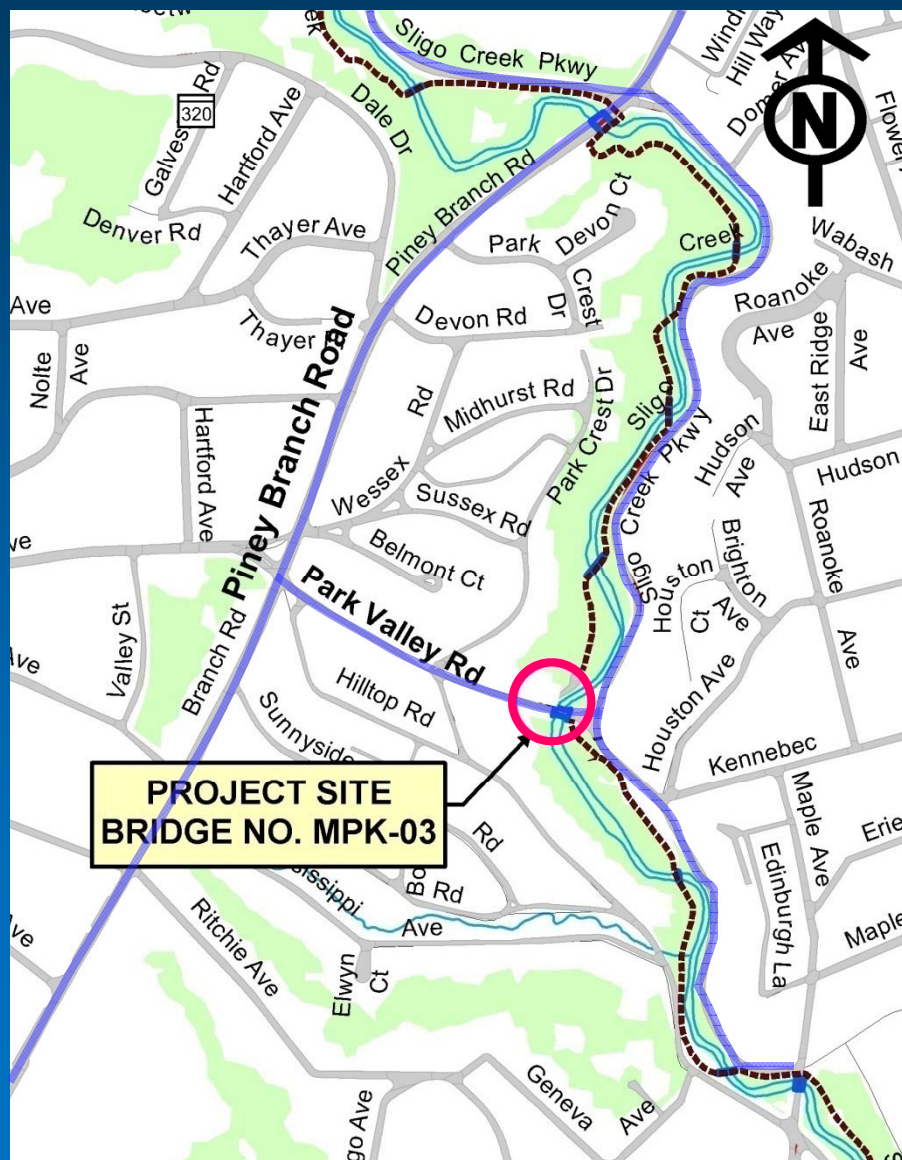 Sligo Creek Pkwy
Hill Way
Domer Ave
N
Galves Rd
320
Hartford Ave
Dale Dr
Denver Rd
Thayer Ave
Piney Branch Rd
Park
Crest
Dr
Devon Ct
Creek
Wabash
Roanoke
Ave
East Ridge
Ave
Ave
Nolte
Ave
Thayer
Devon Rd
Piney Branch Road
Midhurst Rd
Wessex
Rd
Park Crest Dr
Sligo
Sligo Creek Pkwy
Hudson
Ave
Hudson
Hartford Ave
Sussex Rd
Belmont Ct
Roanoke
Ave
Brighton
Ave
Houston
Ct
Valley St
Branch Rd
Park Valley Rd
Hilltop Rd
Sunnyside
Houston Ave
Kennebec
PROJECT SITE
BRIDGE NO. MPK-03
Maple Ave
Erie
Rd
Rd
ssippi
Ave
Edinburgh La
Maple
Ritchie Ave
Elwyn
Ct
Geneva
Ave
go Ave